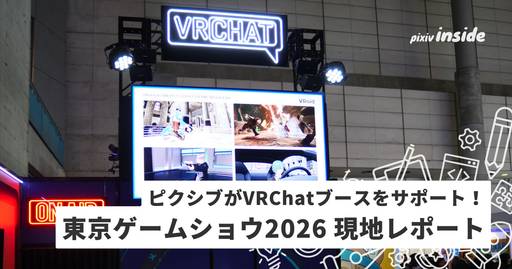 pixiv inside
VRCHAT
VRoid
ON AIR
ピクシブがVRChatブースをサポート！
東京ゲームショウ2026 現地レポート